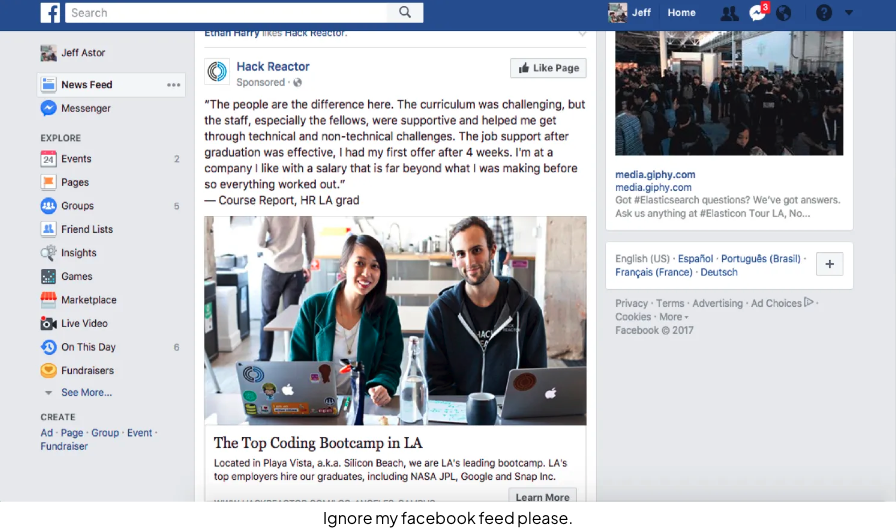 Search
Jeff
Home
3
Jeff Astor
News Feed
Messenger
EXPLORE
24 Events 2
Pages
Groups 5
Friend Lists
Insights
Games
Marketplace
Live Video
On This Day 6
Fundraisers
See More...
CREATE
Ad · Page · Group · Event ·
Fundraiser
Ethan Harry likes Hack Reactor.
Hack Reactor
Sponsored ·
Like Page
"The people are the difference here. The curriculum was challenging, but
the staff, especially the fellows, were supportive and helped me get
through technical and non-technical challenges. The job support after
graduation was effective, I had my first offer after 4 weeks. I'm at a
company I like with a salary that is far beyond what I was making before
so everything worked out."
— Course Report, HR LA grad
The Top Coding Bootcamp in LA
Located in Playa Vista, a.k.a. Silicon Beach, we are LA's leading bootcamp. LA's
top employers hire our graduates, including NASA JPL, Google and Snap Inc.
Learn More
media.giphy.com
media.giphy.com
Got #Elasticsearch questions? We've got answers.
Ask us anything at #Elasticon Tour LA, No...
English (US) · Español · Português (Brasil) ·
Français (France) · Deutsch
+
Privacy · Terms · Advertising · Ad Choices ·
Cookies · More
Facebook © 2017
Ignore my facebook feed please.